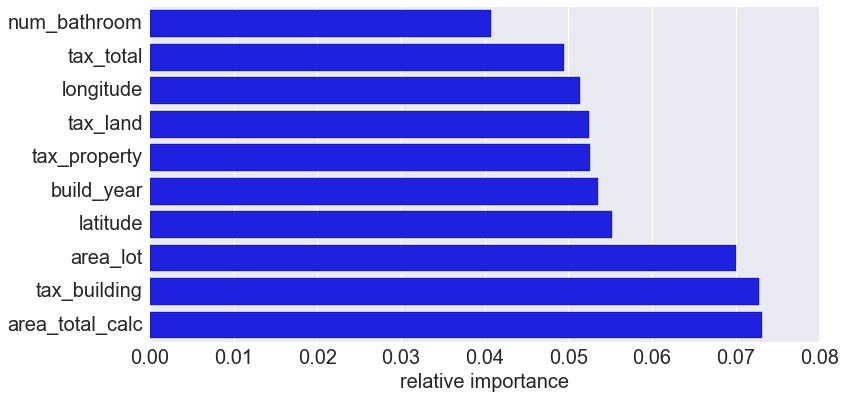 num_bathroom
tax_total
longitude
tax_land
tax_property
build_year
latitude
area_lot
tax_building
area_total_calc
0.00 0.01 0.02 0.03 0.04 0.05 0.06 0.07 0.08
relative importance